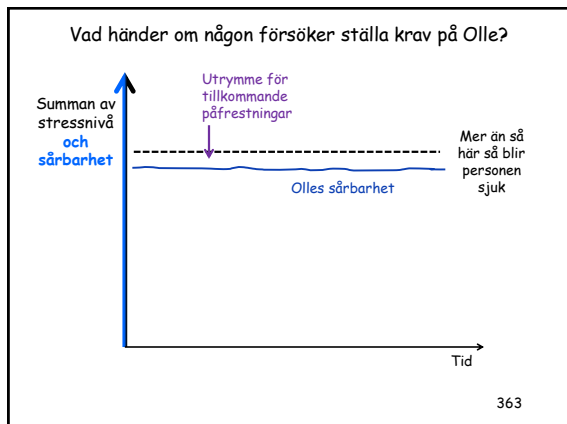 Vad händer om någon försöker ställa krav på Olle?
Utrymme för
tillkommande
påfrestningar
Summan av
stressnivå
och
sårbarhet
Mer än så
här så blir
personen
sjuk
Olles sårbarhet
Tid
363